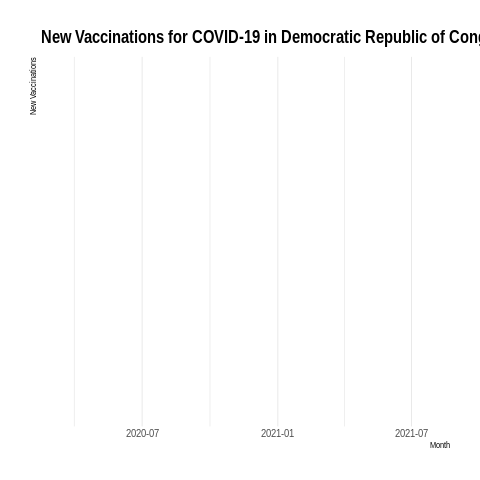 New Vaccinations for COVID-19 in Democratic Republic of Cong
New Vaccinations
2020-07
2021-01
2021-07
Month